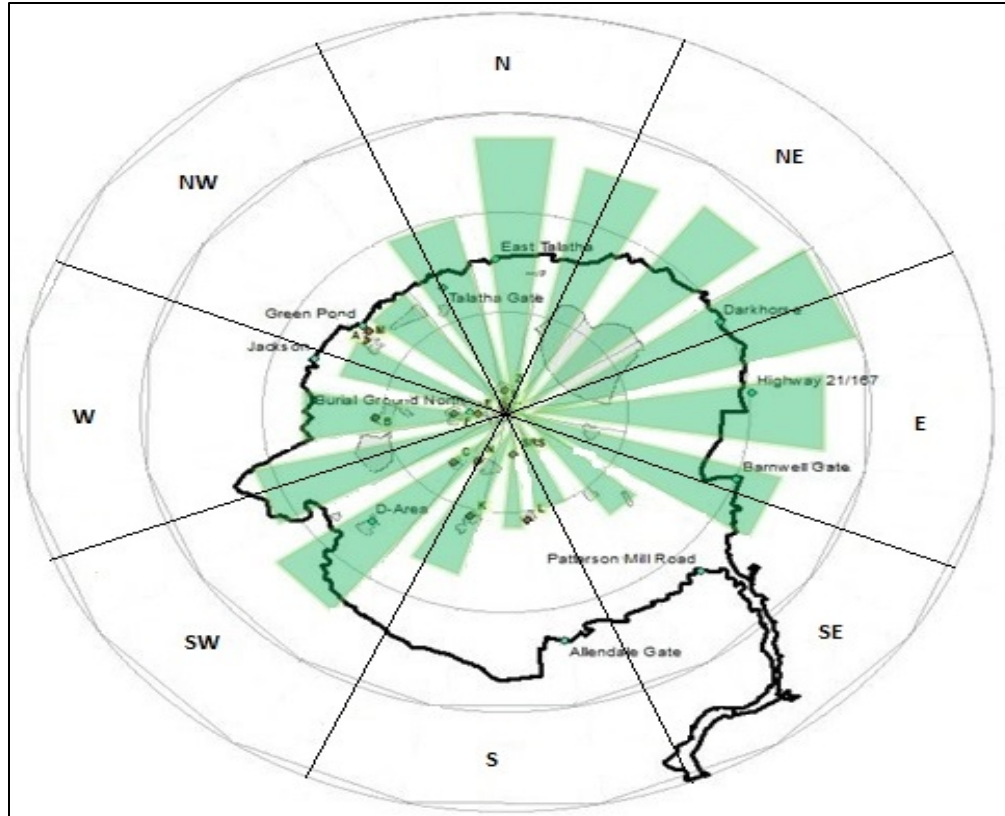 N
NE
NW
East Talatha
Talatha Gate
Green Pond
A M
Darkhorse
Jackson
Highway 21/167
Burial Ground North
W
E
B
F
C
SRS
Barnwell Gate
D-Area
K
L
Patterson Mill Road
SW
SE
Allendale Gate
S